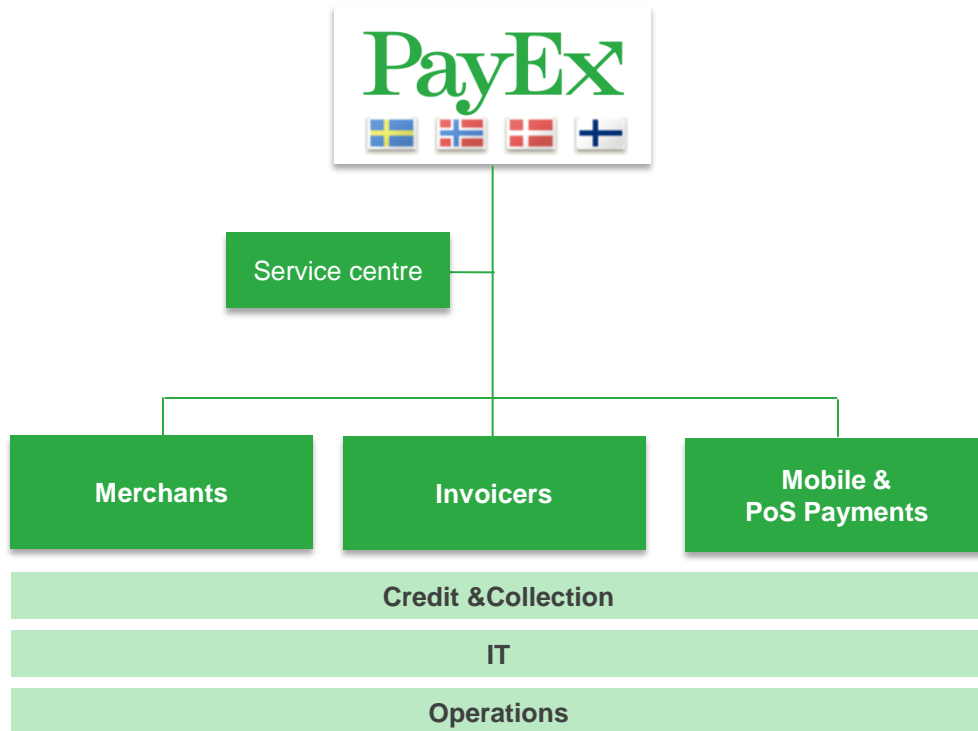 PayEx
Service centre
Merchants
Invoicers
Mobile &
PoS Payments
Credit &Collection
IT
Operations